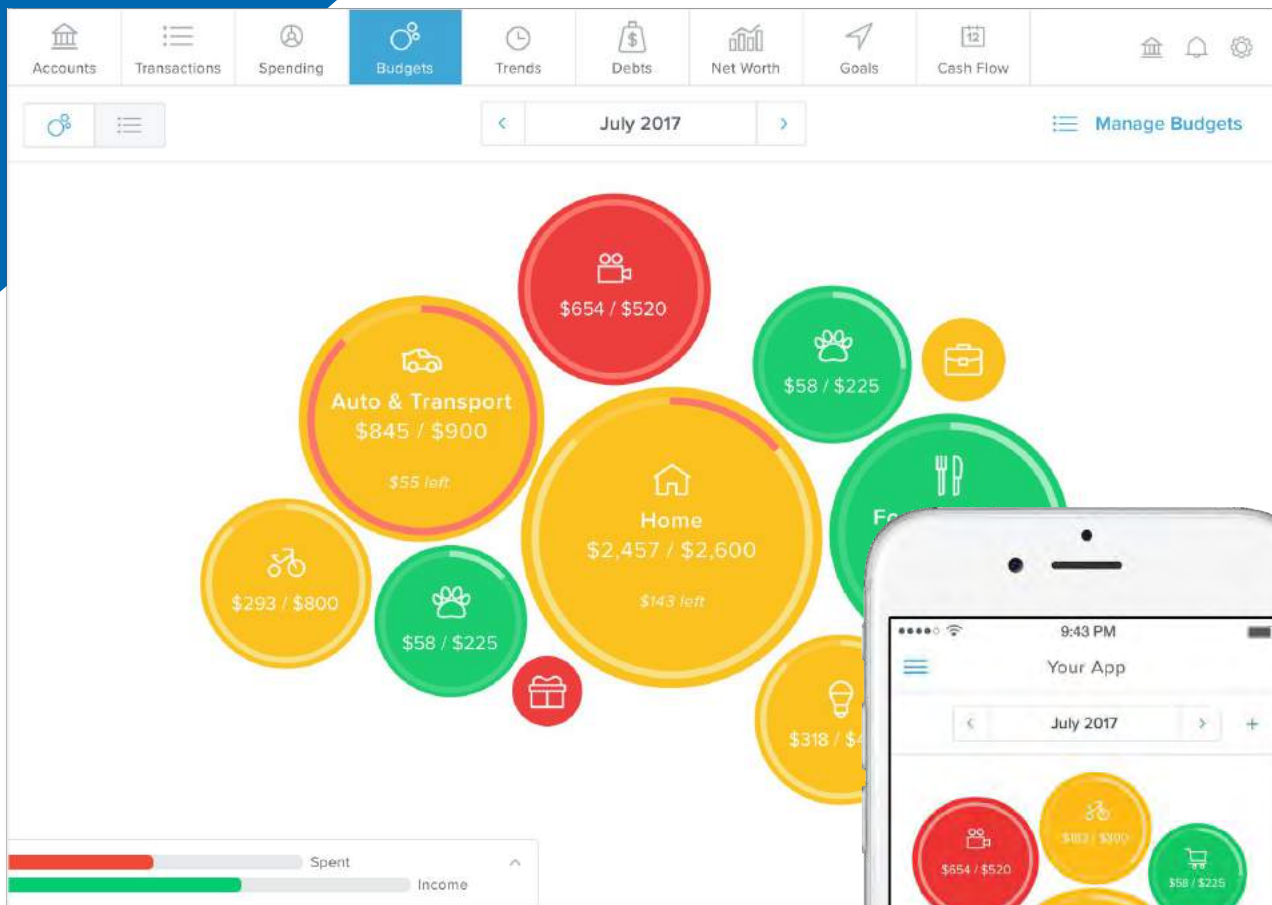 Accounts
Transactions
Spending
Budgets
Trends
Debts
Net Worth
Goals
12
Cash Flow
July 2017
Manage Budgets
$654 / $520
Auto & Transport
$845 / $900
$55 left
$58 / $225
Home
$2,457 / $2,600
$143 left
$293 / $800
$58 / $225
$318 /
Spent
Income
9:43 PM
Your App
July 2017
+
$654 / $520
$58 / $225